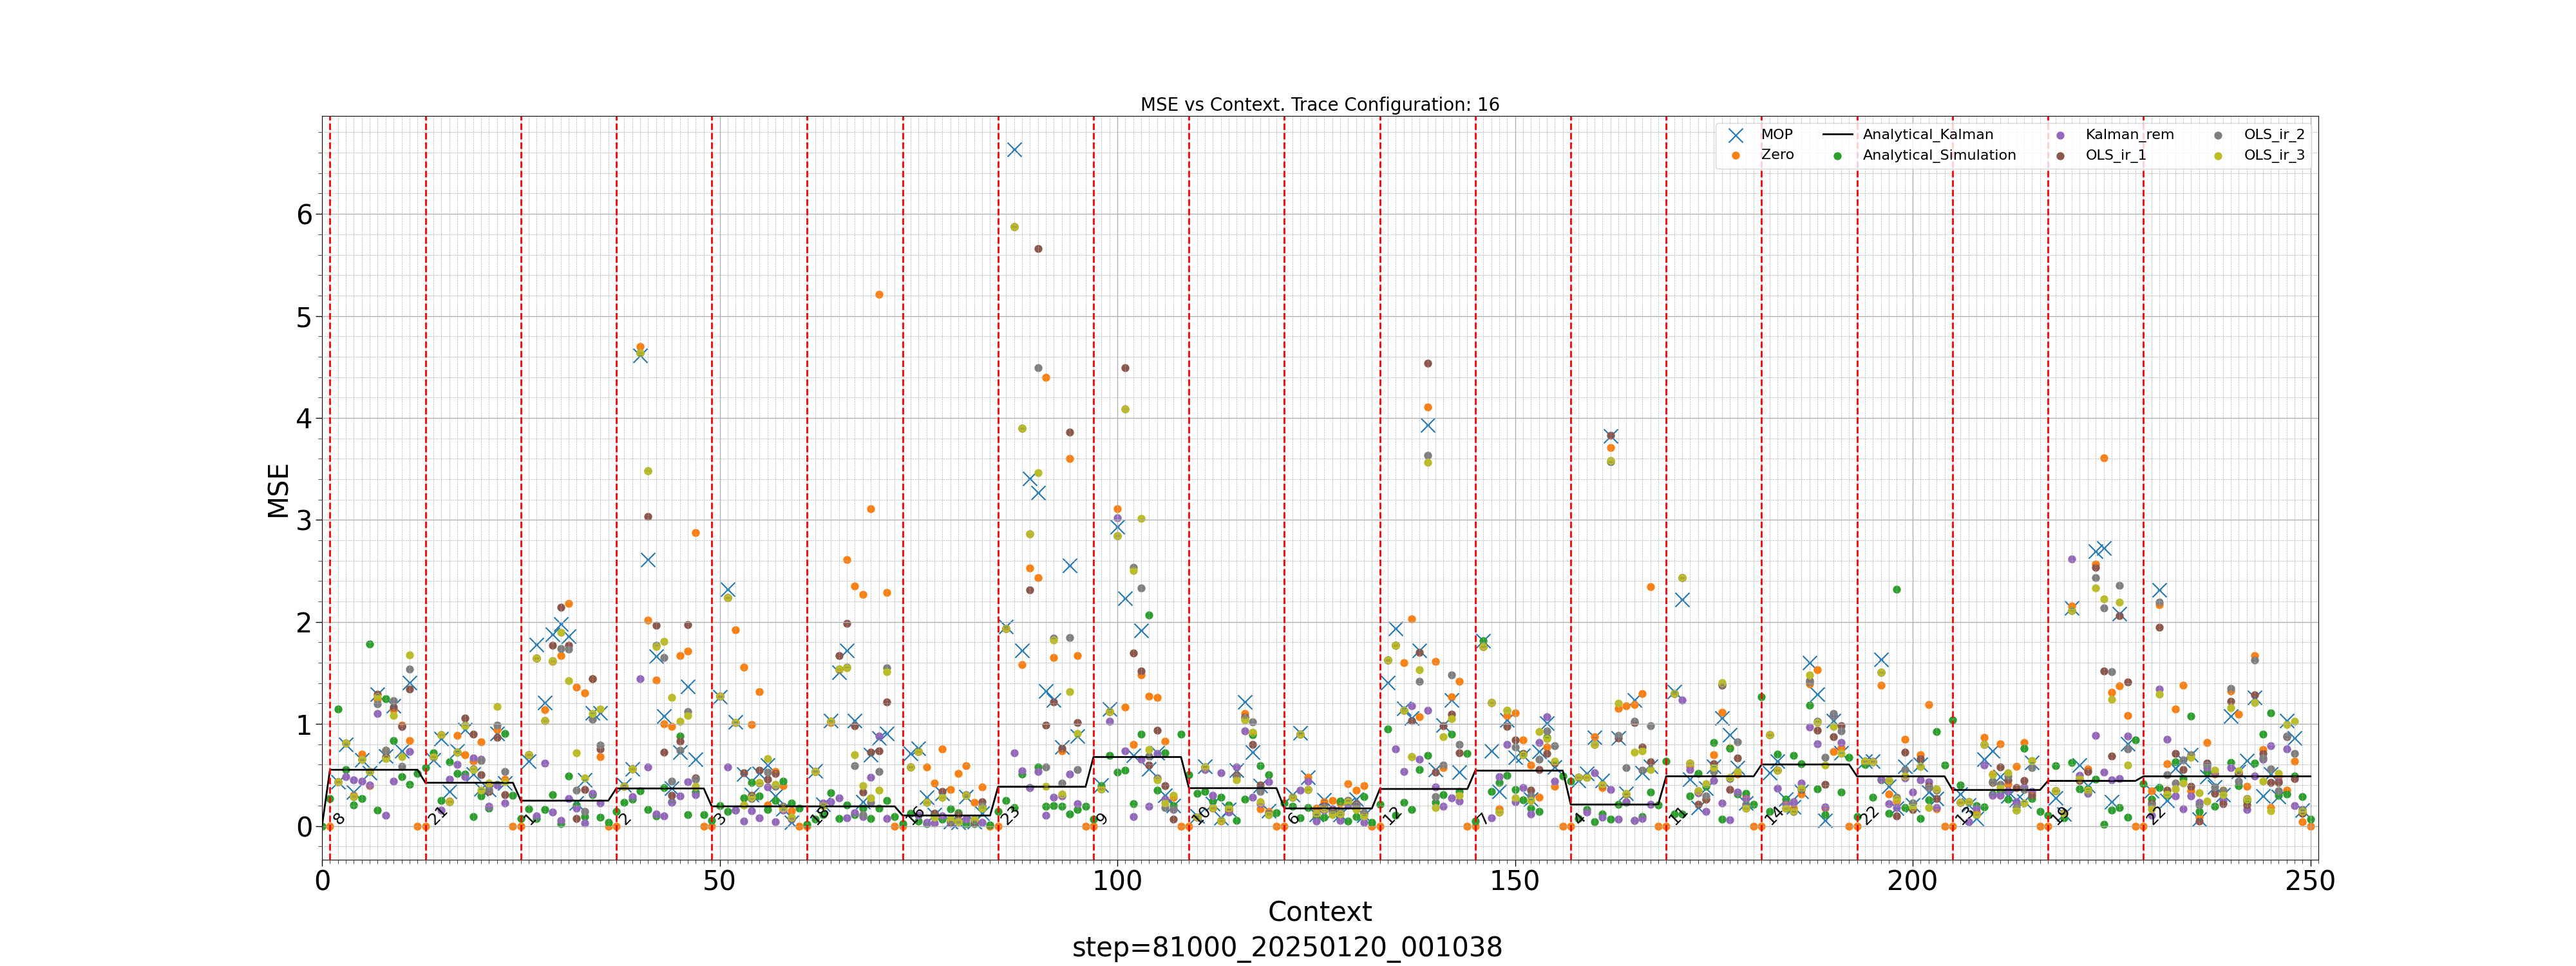 MSE vs Context. Trace Configuration: 16
MOP
Zero
Analytical_Kalman
Analytical_Simulation
Kalman_rem
OLS_ir_1
OLS_ir_2
OLS_ir_3
MSE
6
5
4
3
2
1
0
8
21
1
2
3
18
16
23
9
10
6
12
7
4
11
14
22
13
19
22
0
50
100
150
200
250
Context
step=81000_20250120_001038